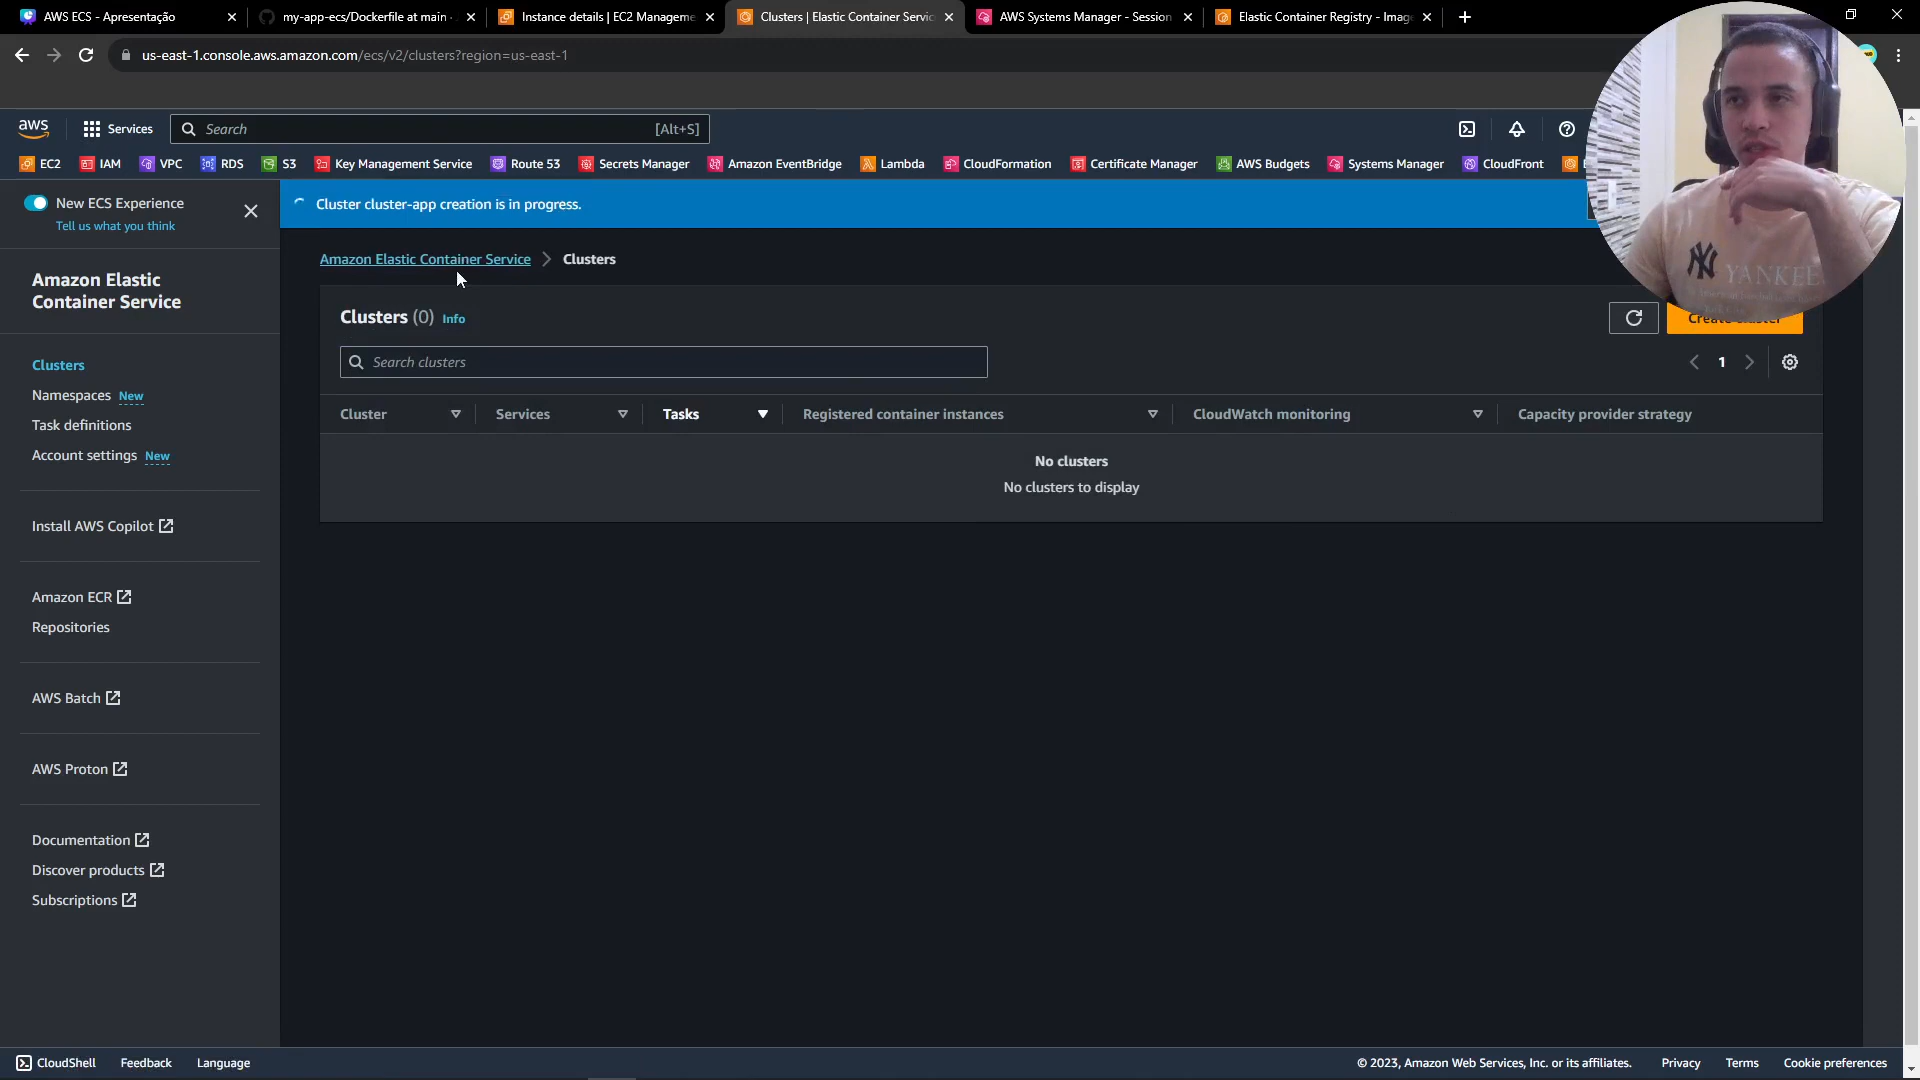 AWS ECS - Apresentação
my-app-ecs/Dockerfile at main
Instance details | EC2 Manageme
Clusters | Elastic Container Servic
AWS Systems Manager - Session
Elastic Container Registry - Imag
us-east-1.console.aws.amazon.com/ecs/v2/clusters?region=us-east-1
aws
Services
Search
[Alt+S]
EC2
IAM
VPC
RDS
S3
Key Management Service
Route 53
Secrets Manager
Amazon EventBridge
Lambda
CloudFormation
Certificate Manager
AWS Budgets
Systems Manager
CloudFront
New ECS Experience
Tell us what you think
Cluster cluster-app creation is in progress.
Amazon Elastic Container Service
Clusters
Amazon Elastic
Container Service
Clusters (0) Info
Create cluster
Search clusters
1
Clusters
Namespaces New
Task definitions
Account settings New
Cluster
Services
Tasks
Registered container instances
CloudWatch monitoring
Capacity provider strategy
No clusters
No clusters to display
Install AWS Copilot
Amazon ECR
Repositories
AWS Batch
AWS Proton
Documentation
Discover products
Subscriptions
NY YANKEE
CloudShell
Feedback
Language
© 2023, Amazon Web Services, Inc. or its affiliates.
Privacy
Terms
Cookie preferences